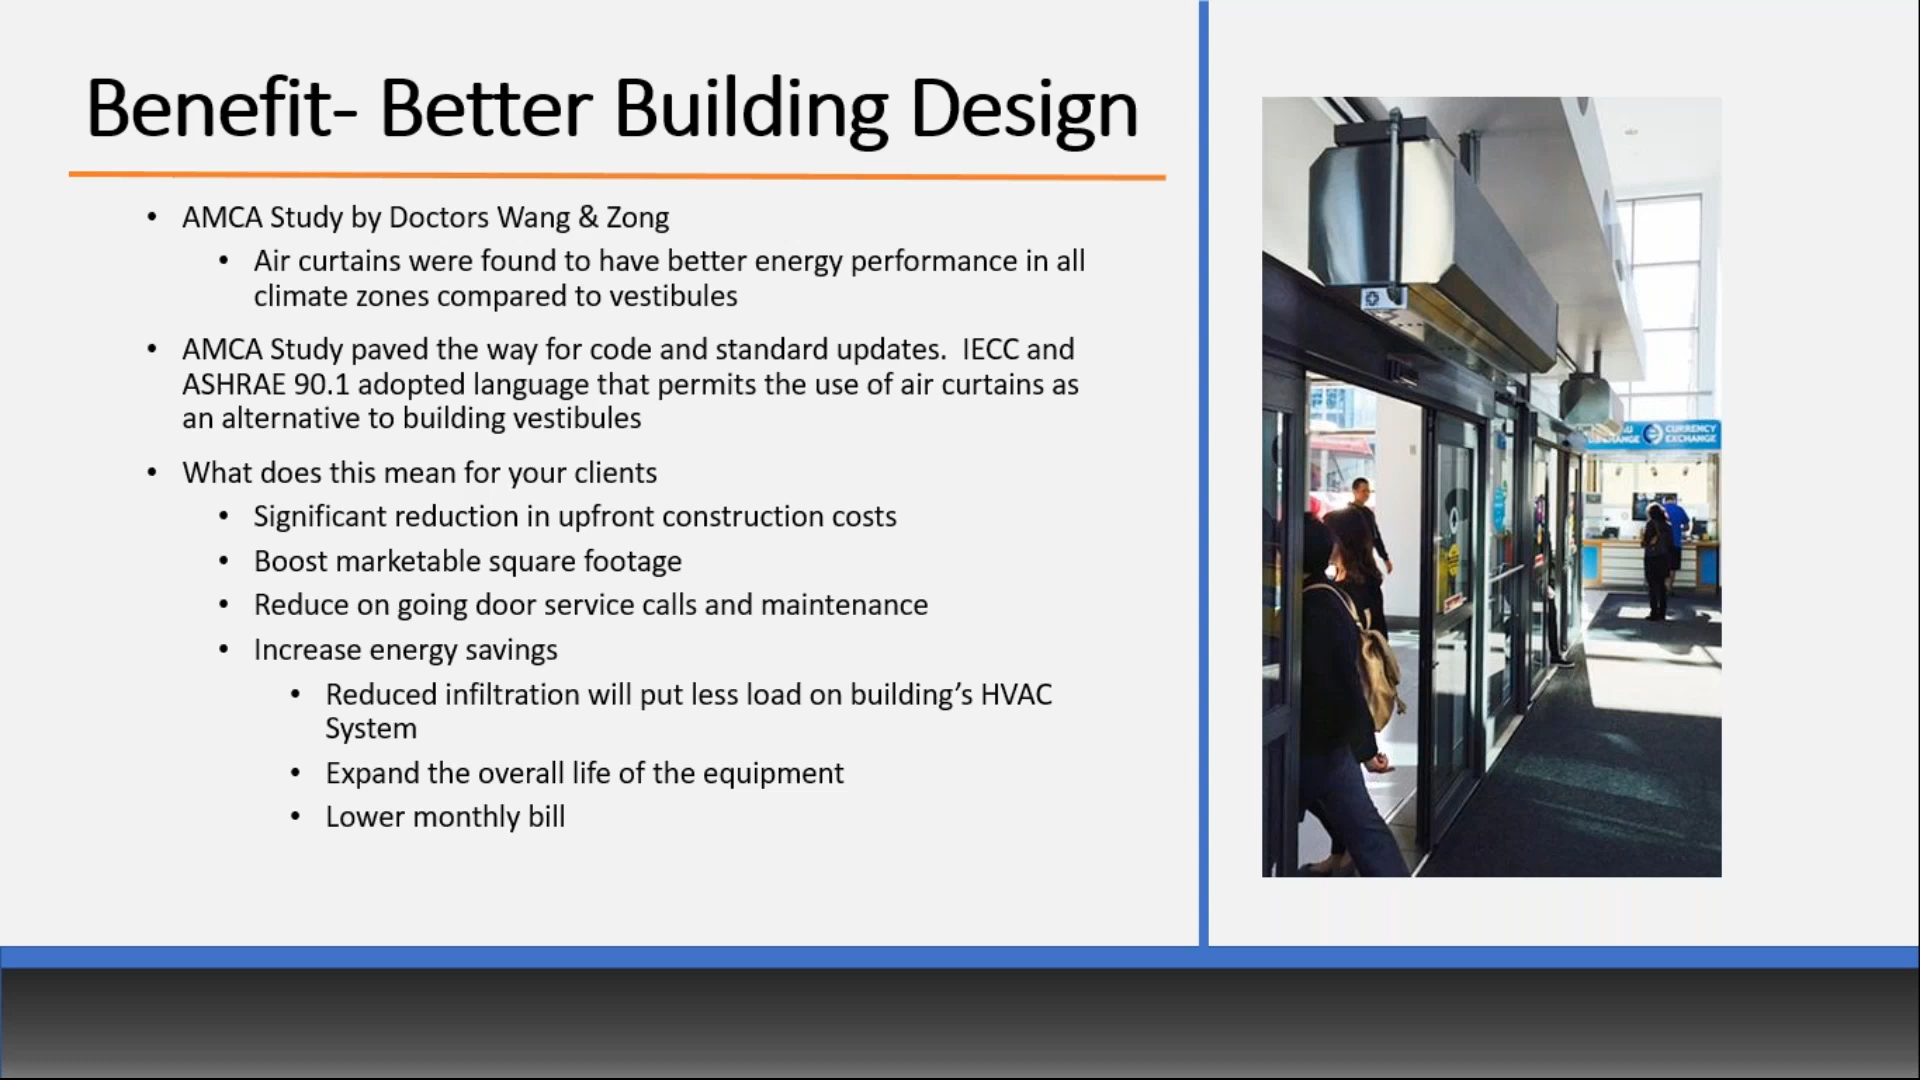 Benefit- Better Building Design
• AMCA Study by Doctors Wang & Zong
• Air curtains were found to have better energy performance in all
climate zones compared to vestibules
• AMCA Study paved the way for code and standard updates.  IECC and
ASHRAE 90.1 adopted language that permits the use of air curtains as
an alternative to building vestibules
• What does this mean for your clients
• Significant reduction in upfront construction costs
• Boost marketable square footage
• Reduce on going door service calls and maintenance
• Increase energy savings
• Reduced infiltration will put less load on building’s HVAC
System
• Expand the overall life of the equipment
• Lower monthly bill
CURRENCY
EXCHANGE